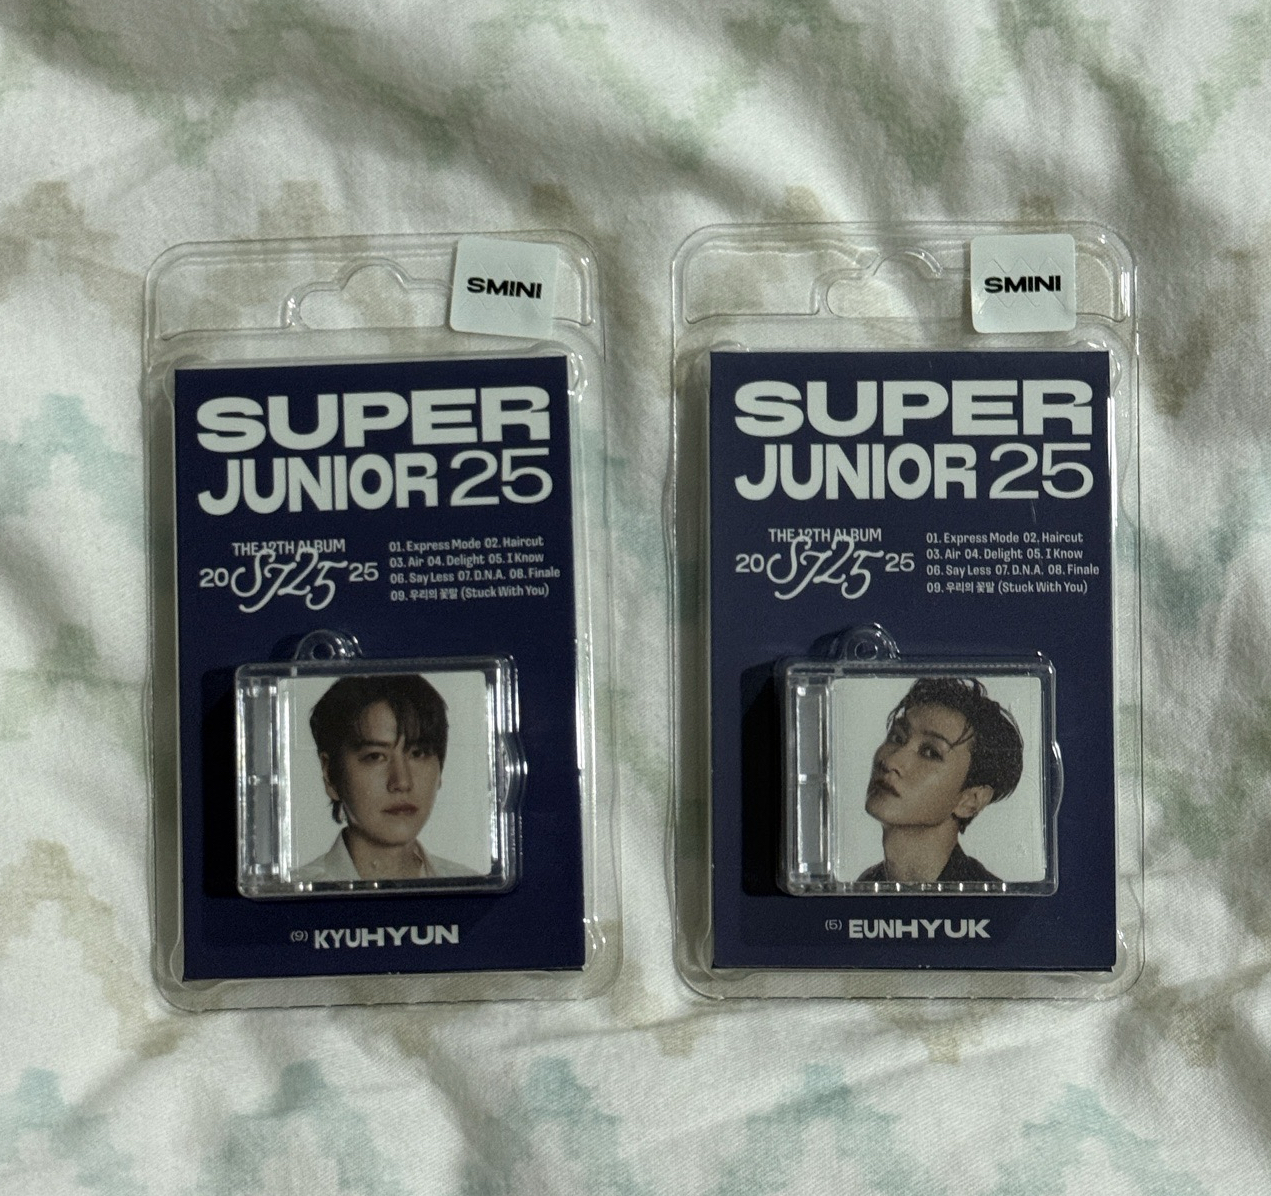 SMINI
SUPER
JUNIOR 25
THE 12TH ALBUM
20 SJ25 25
01. Express Mode 02. Haircut
03. Air 04. Delight 05. I Know
06. Say Less 07. D.N.A. 08. Finale
09. 우리의 꽃말 (Stuck With You)
(9) KYUHYUN
SMINI
SUPER
JUNIOR 25
THE 12TH ALBUM
20 SJ25 25
01. Express Mode 02. Haircut
03. Air 04. Delight 05. I Know
06. Say Less 07. D.N.A. 08. Finale
09. 우리의 꽃말 (Stuck With You)
(5) EUNHYUK